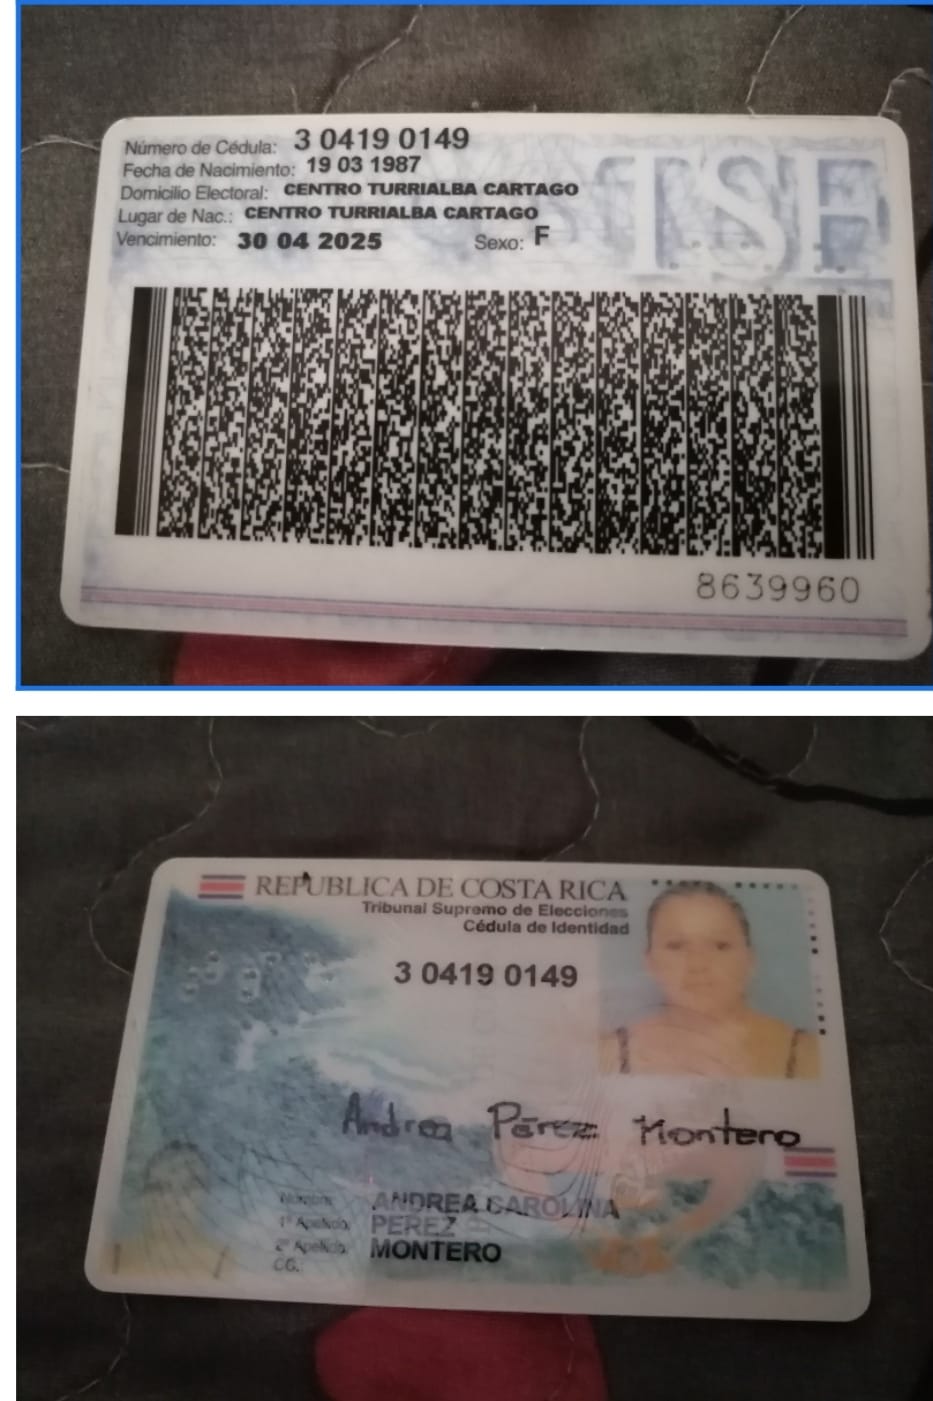 Número de Cédula: 3 0419 0149
Fecha de Nacimiento: 19 03 1987
Domicilio Electoral: CENTRO TURRIALBA CARTAGO
Lugar de Nac.: CENTRO TURRIALBA CARTAGO
Vencimiento: 30 04 2025 Sexo: F
TSE
8639960
REPUBLICA DE COSTA RICA
Tribunal Supremo de Elecciones
Cédula de Identidad
3 0419 0149
Andrea Pérez Montero
Nombre: ANDREA CAROLINA
1º Apellido: PEREZ
2º Apellido: MONTERO
CG.: